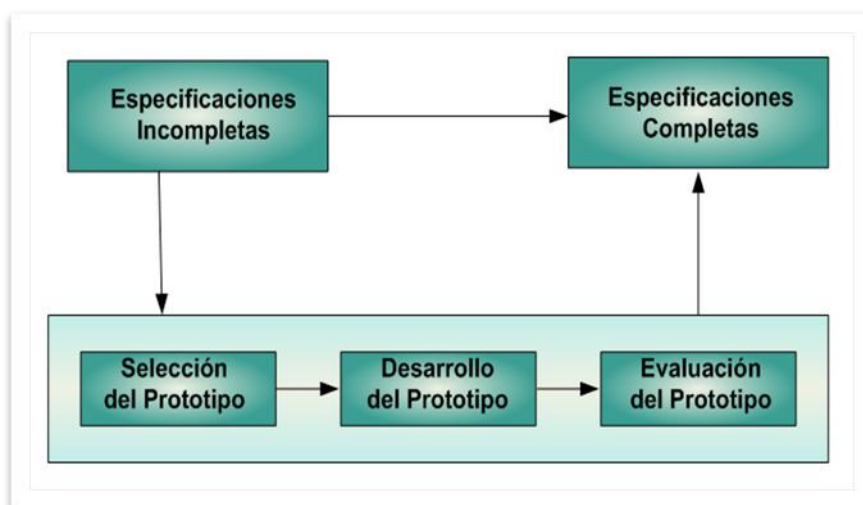 Especificaciones
Incompletas
Especificaciones
Completas
Selección
del Prototipo
Desarrollo
del Prototipo
Evaluación
del Prototipo